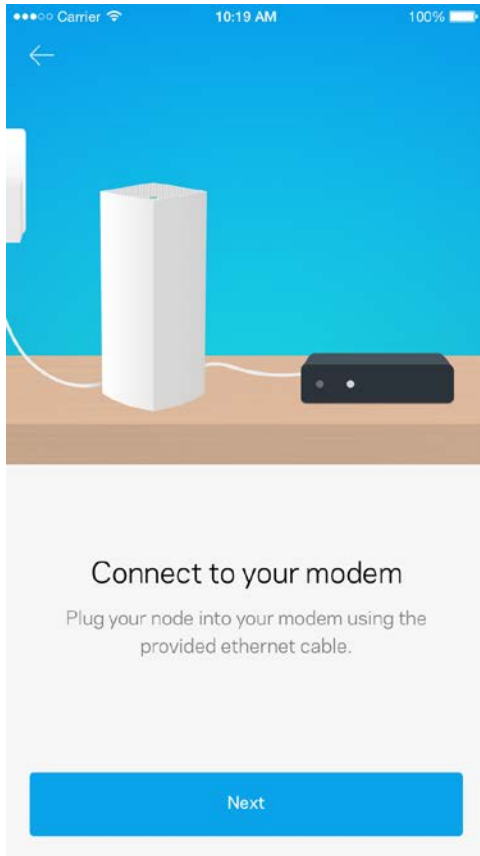 Carrier 10:19 AM 100%
Connect to your modem
Plug your node into your modem using the
provided ethernet cable.
Next